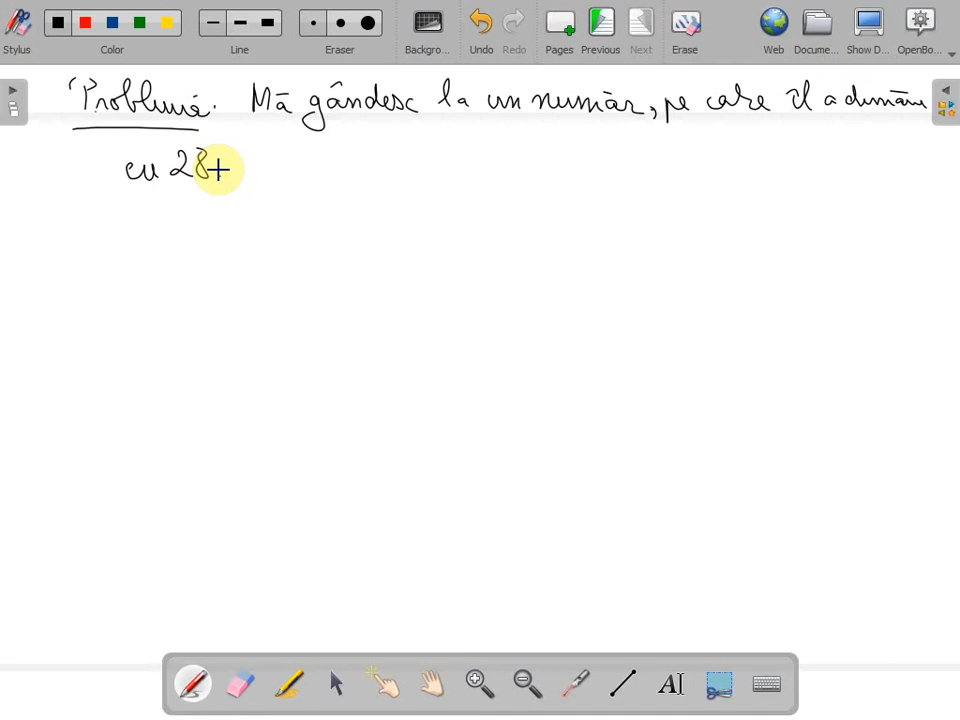 Stylus
Color
Line
Eraser
Backgro...
Undo
Redo
Pages
Previous
Next
Erase
Web
Docume...
Show D...
OpenBo...
Problemă. Mă gândesc la un număr, pe care îl adunăm
cu 28